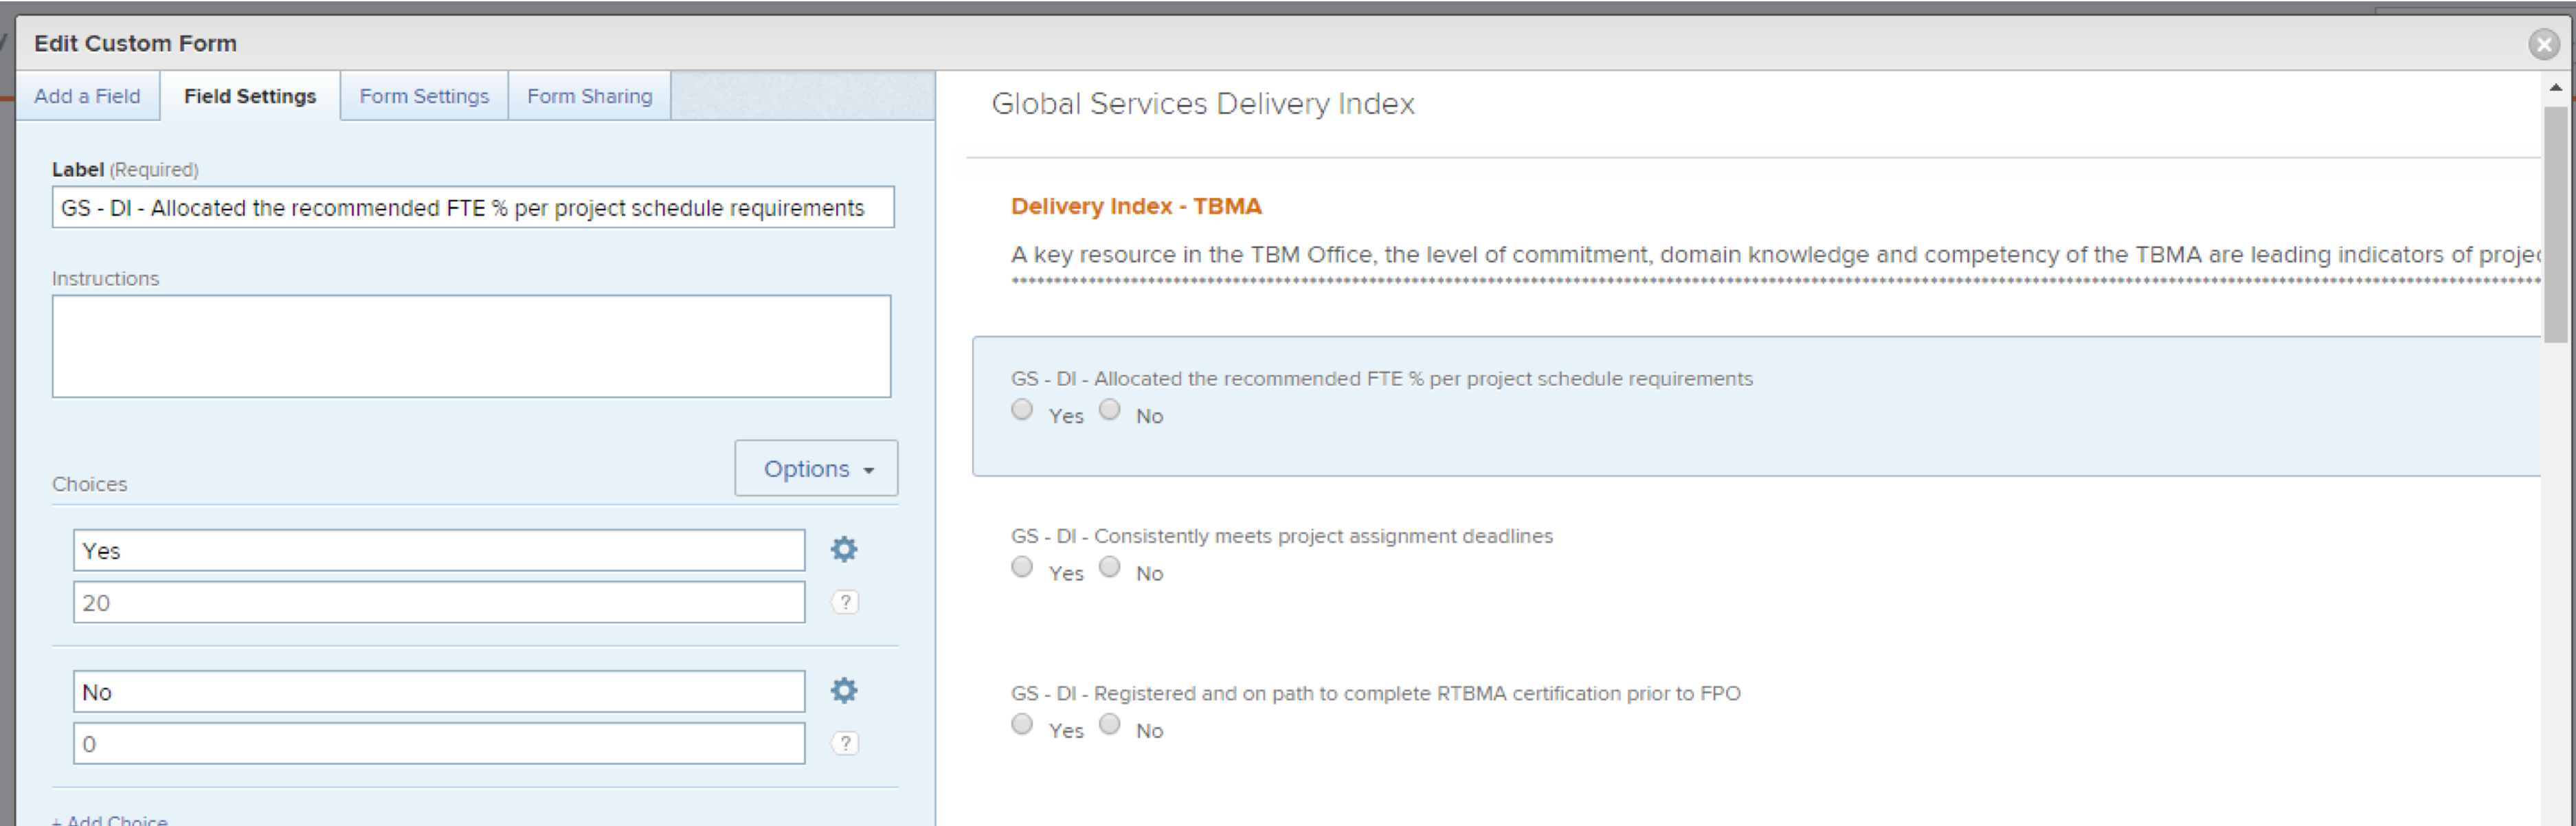 Edit Custom Form
Add a Field Field Settings Form Settings Form Sharing
Label (Required)
GS - DI - Allocated the recommended FTE % per project schedule requirements
Instructions
Choices
Options
Yes
20
?
No
0
?
+ Add Choice
Global Services Delivery Index
Delivery Index - TBMA
A key resource in the TBM Office, the level of commitment, domain knowledge and competency of the TBMA are leading indicators of
GS - DI - Allocated the recommended FTE % per project schedule requirements
Yes No
GS - DI - Consistently meets project assignment deadlines
Yes No
GS - DI - Registered and on path to complete RTBMA certification prior to FPO
Yes No